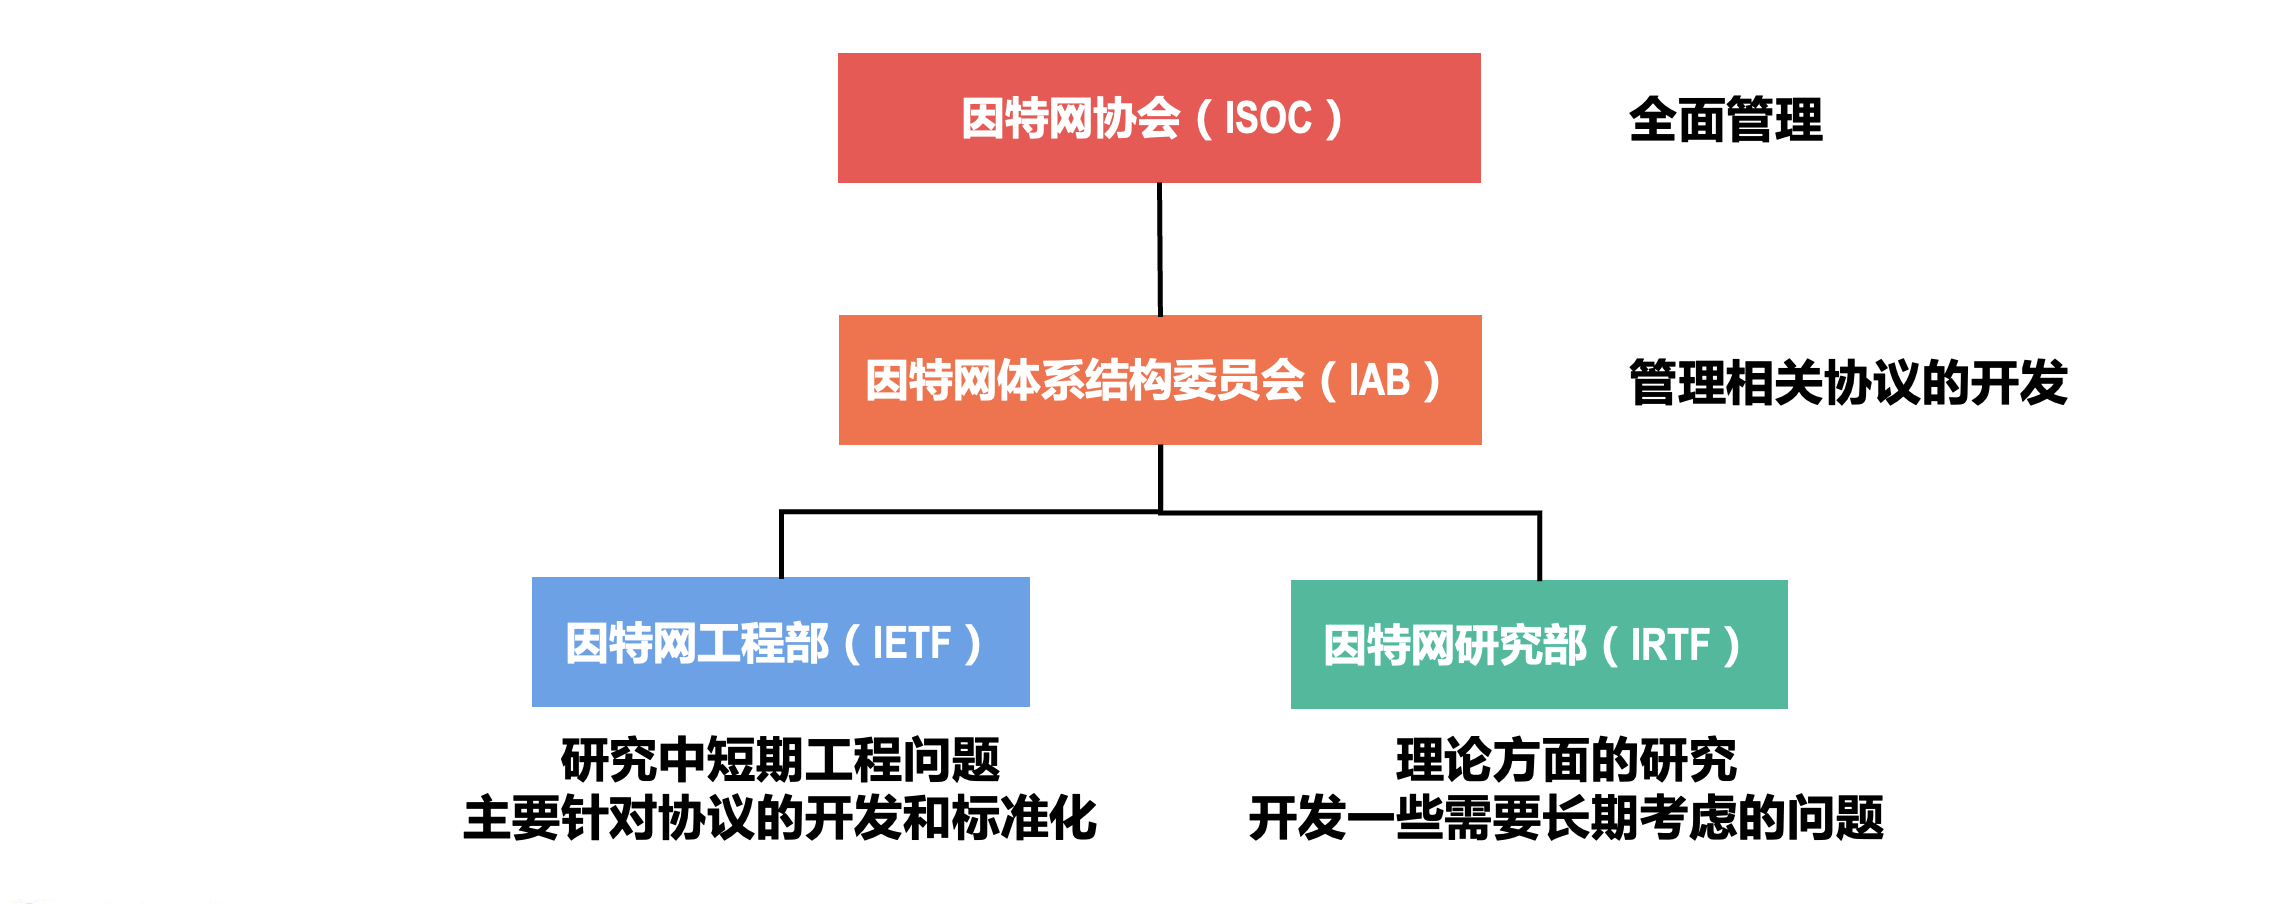 因特网协会（ISOC）
全面管理
因特网体系结构委员会（IAB）
管理相关协议的开发
因特网工程部（IETF）
因特网研究部（IRTF）
研究中短期工程问题
主要针对协议的开发和标准化
理论方面的研究
开发一些需要长期考虑的问题